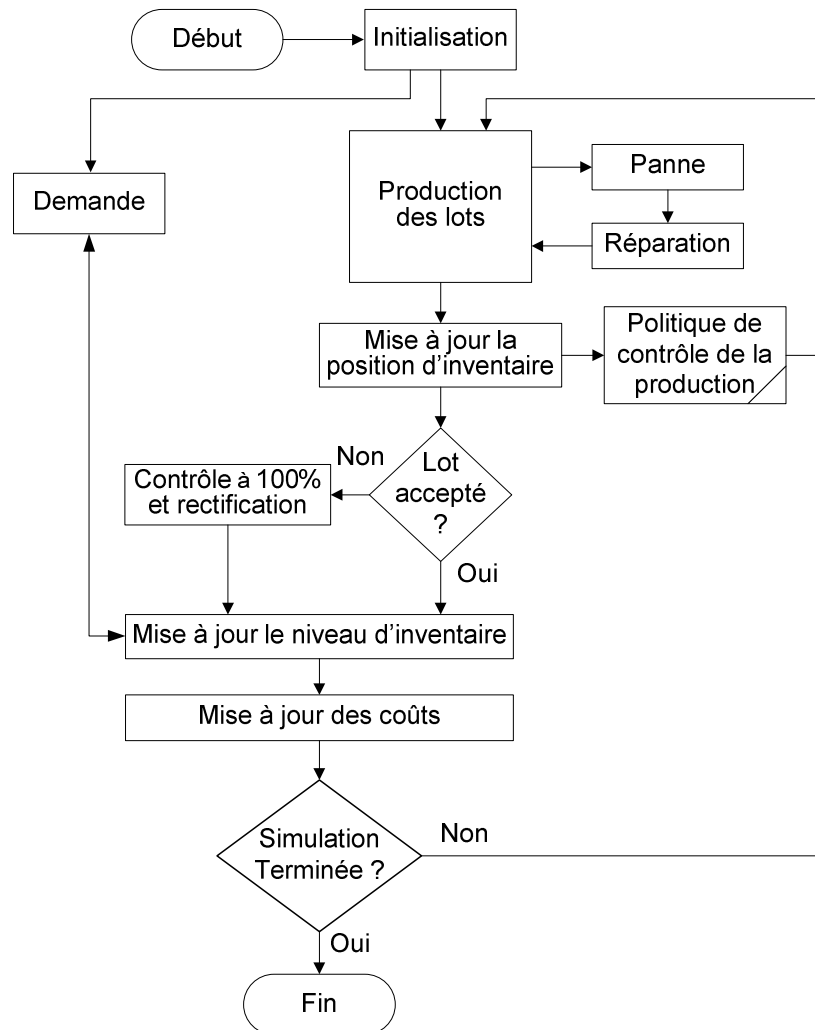 Début
Initialisation
Demande
Production
des lots
Panne
Réparation
Mise à jour la
position d’inventaire
Politique de
contrôle de la
production
Lot
accepté
?
Non
Contrôle à 100%
et rectification
Oui
Mise à jour le niveau d’inventaire
Mise à jour des coûts
Simulation
Terminée ?
Non
Oui
Fin